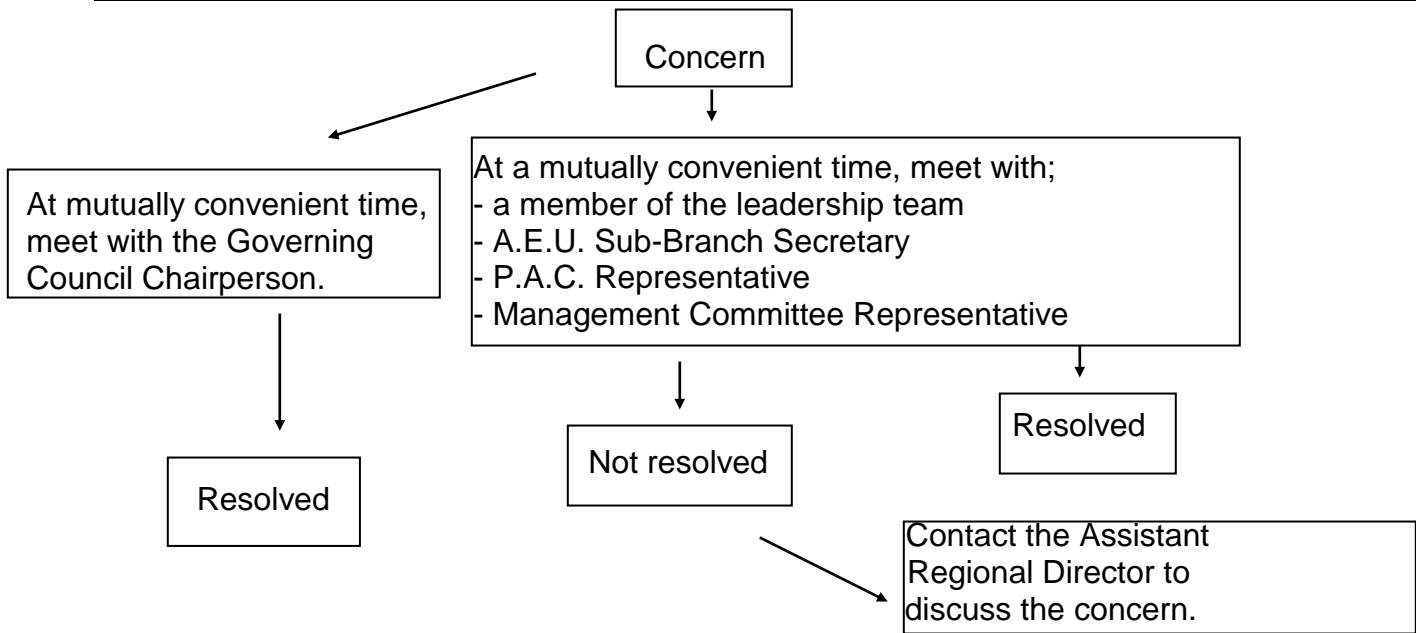 Concern
At mutually convenient time,
meet with the Governing
Council Chairperson.
At a mutually convenient time, meet with;
- a member of the leadership team
- A.E.U. Sub-Branch Secretary
- P.A.C. Representative
- Management Committee Representative
Resolved
Not resolved
Resolved
Contact the Assistant
Regional Director to
discuss the concern.